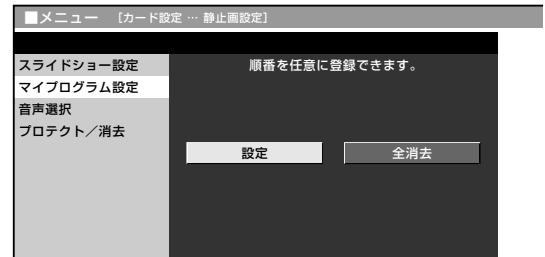 ■メニュー [カード設定 … 静止画設定]
スライドショー設定
マイプログラム設定
音声選択
プロテクト／消去
順番を任意に登録できます。
設定
全消去